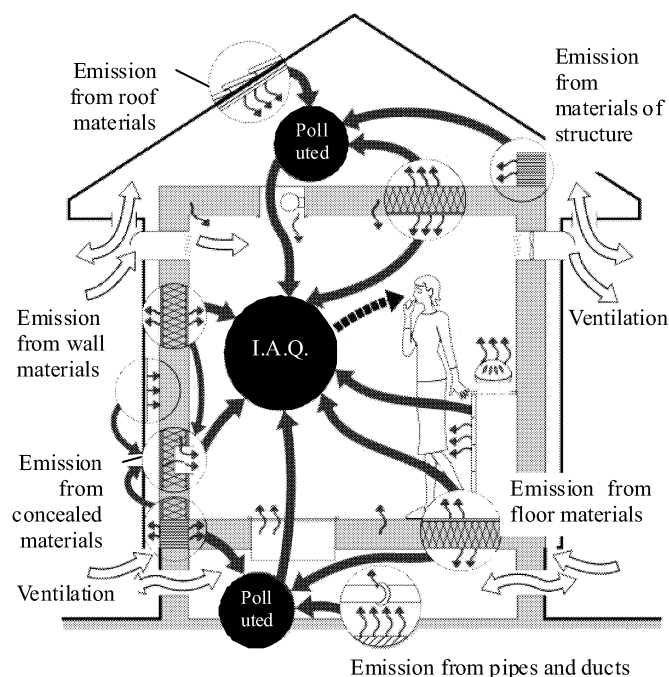 Emission
from roof
materials
Emission
from
materials of
structure
Poll
uted
Emission
from wall
materials
I.A.Q.
Ventilation
Emission
from
concealed
materials
Emission from
floor materials
Ventilation
Poll
uted
Emission from pipes and ducts